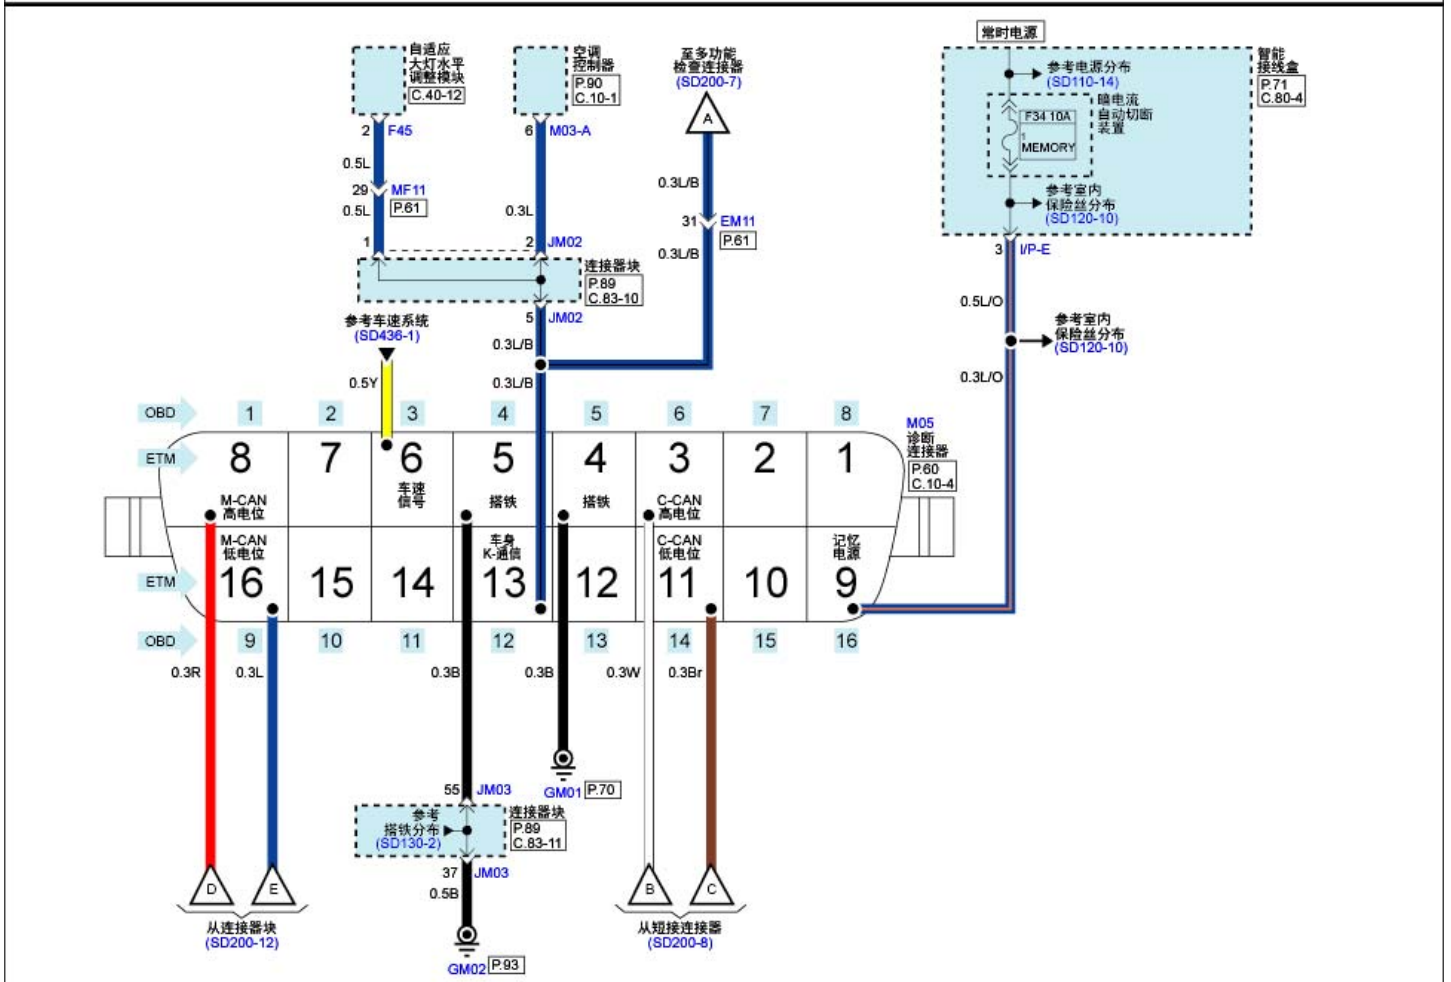 常时电源
自适应
大灯水平
调整模块
C.40-12
空调
控制器
P.90
C.10-1
至多功能
检查连接器
(SD200-7)
A
智能
接线盒
P.71
C.80-4
参考电源分布
(SD110-14)
暗电流
自动切断
装置
F34 10A
1
MEMORY
参考室内
保险丝分布
(SD120-10)
2 F45
6 M03-A
0.5L
29 MF11
P.61
0.5L
0.3L
0.3L/B
31 EM11
P.61
0.3L/B
1
2 JM02
3 I/P-E
连接器块
P.89
C.83-10
5 JM02
0.3L/B
0.3L/B
参考车速系统
(SD436-1)
0.5Y
0.5L/O
参考室内
保险丝分布
(SD120-10)
0.3L/O
OBD 1 2 3 4 5 6 7 8
M05
诊断
连接器
P.60
C.10-4
ETM 8 7 6 5 4 3 2 1
车速
信号
M-CAN
高电位
搭铁
搭铁
C-CAN
高电位
M-CAN
低电位
车身
K-通信
C-CAN
低电位
记忆
电源
ETM 16 15 14 13 12 11 10 9
OBD 9 10 11 12 13 14 15 16
0.3R 0.3L 0.3B 0.3B 0.3W 0.3Br
55 JM03
GM01 P.70
参考
搭铁分布
(SD130-2)
连接器块
P.89
C.83-11
37 JM03
0.5B
GM02 P.93
D E
从连接器块
(SD200-12)
B C
从短接连接器
(SD200-8)